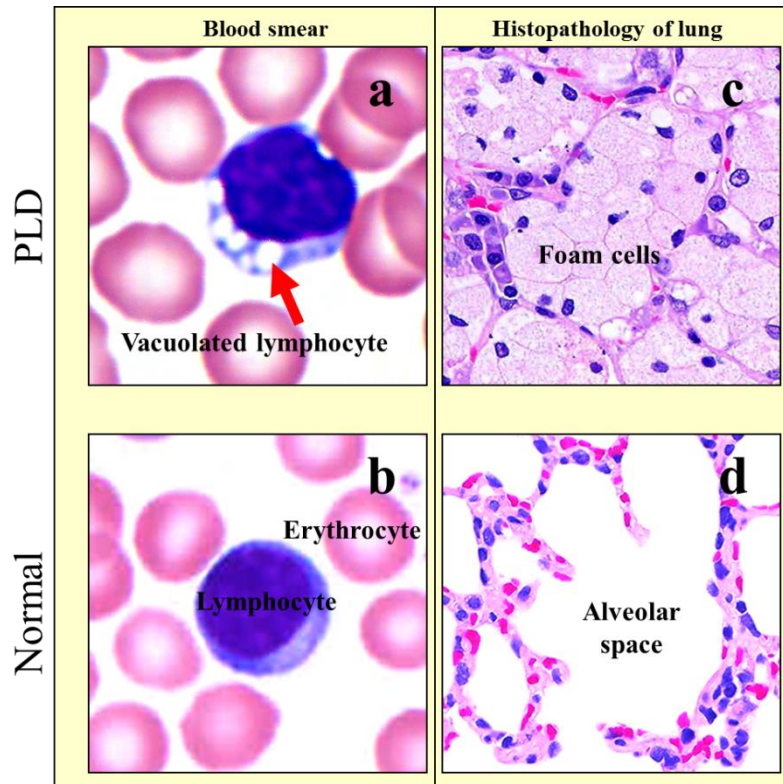 Blood smear
Histopathology of lung
PLD
a
Vacuolated lymphocyte
c
Foam cells
Normal
b
Erythrocyte
Lymphocyte
d
Alveolar
space